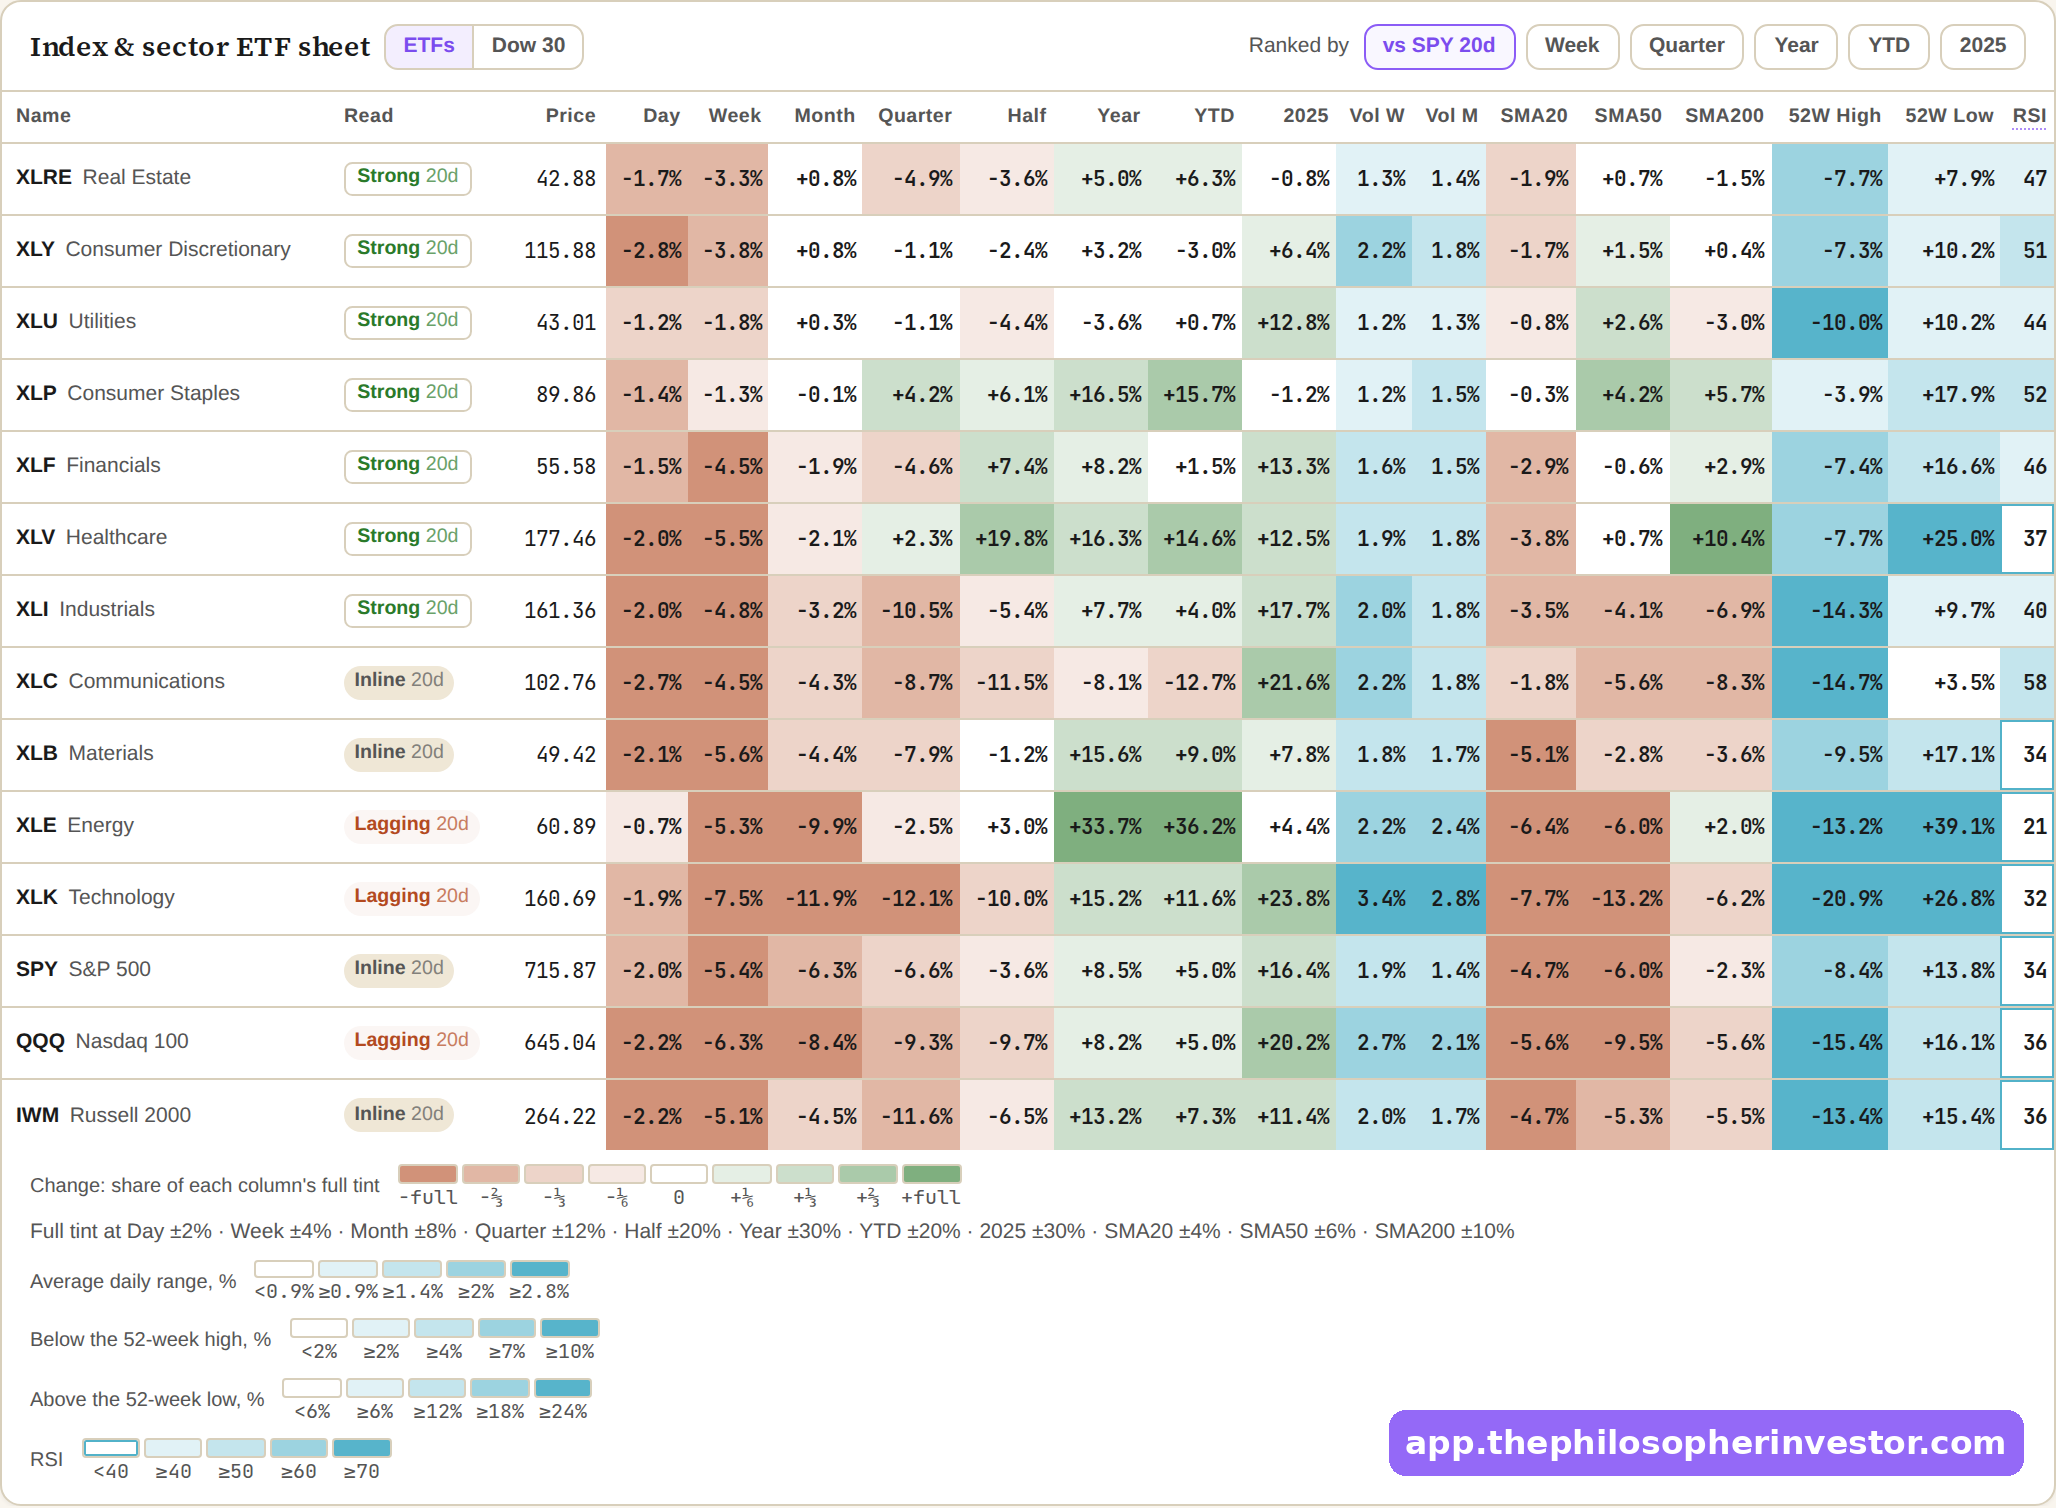 Index & sector ETF sheet ETFs Dow 30 Ranked by vs SPY 20d Week Quarter Year YTD 2025
Name Read Price Day Week Month Quarter Half Year YTD 2025 Vol W Vol M SMA20 SMA50 SMA200 52W High 52W Low RSI
XLRE Real Estate Strong 20d 42.88 -1.7% -3.3% +0.8% -4.9% -3.6% +5.0% +6.3% -0.8% 1.3% 1.4% -1.9% +0.7% -1.5% -7.7% +7.9% 47
XLY Consumer Discretionary Strong 20d 115.88 -2.8% -3.8% +0.8% -1.1% -2.4% +3.2% -3.0% +6.4% 2.2% 1.8% -1.7% +1.5% +0.4% -7.3% +10.2% 51
XLU Utilities Strong 20d 43.01 -1.2% -1.8% +0.3% -1.1% -4.4% -3.6% +0.7% +12.8% 1.2% 1.3% -0.8% +2.6% -3.0% -10.0% +10.2% 44
XLP Consumer Staples Strong 20d 89.86 -1.4% -1.3% -0.1% +4.2% +6.1% +16.5% +15.7% -1.2% 1.2% 1.5% -0.3% +4.2% +5.7% -3.9% +17.9% 52
XLF Financials Strong 20d 55.58 -1.5% -4.5% -1.9% -4.6% +7.4% +8.2% +1.5% +13.3% 1.6% 1.5% -2.9% -0.6% +2.9% -7.4% +16.6% 46
XLV Healthcare Strong 20d 177.46 -2.0% -5.5% -2.1% +2.3% +19.8% +16.3% +14.6% +12.5% 1.9% 1.8% -3.8% +0.7% +10.4% -7.7% +25.0% 37
XLI Industrials Strong 20d 161.36 -2.0% -4.8% -3.2% -10.5% -5.4% +7.7% +4.0% +17.7% 2.0% 1.8% -3.5% -4.1% -6.9% -14.3% +9.7% 40
XLC Communications Inline 20d 102.76 -2.7% -4.5% -4.3% -8.7% -11.5% -8.1% -12.7% +21.6% 2.2% 1.8% -1.8% -5.6% -8.3% -14.7% +3.5% 58
XLB Materials Inline 20d 49.42 -2.1% -5.6% -4.4% -7.9% -1.2% +15.6% +9.0% +7.8% 1.8% 1.7% -5.1% -2.8% -3.6% -9.5% +17.1% 34
XLE Energy Lagging 20d 60.89 -0.7% -5.3% -9.9% -2.5% +3.0% +33.7% +36.2% +4.4% 2.2% 2.4% -6.4% -6.0% +2.0% -13.2% +39.1% 21
XLK Technology Lagging 20d 160.69 -1.9% -7.5% -11.9% -12.1% -10.0% +15.2% +11.6% +23.8% 3.4% 2.8% -7.7% -13.2% -6.2% -20.9% +26.8% 32
SPY S&P 500 Inline 20d 715.87 -2.0% -5.4% -6.3% -6.6% -3.6% +8.5% +5.0% +16.4% 1.9% 1.4% -4.7% -6.0% -2.3% -8.4% +13.8% 34
QQQ Nasdaq 100 Lagging 20d 645.04 -2.2% -6.3% -8.4% -9.3% -9.7% +8.2% +5.0% +20.2% 2.7% 2.1% -5.6% -9.5% -5.6% -15.4% +16.1% 36
IWM Russell 2000 Inline 20d 264.22 -2.2% -5.1% -4.5% -11.6% -6.5% +13.2% +7.3% +11.4% 2.0% 1.7% -4.7% -5.3% -5.5% -13.4% +15.4% 36
Change: share of each column's full tint -full -⅔ -⅓ -⅙ 0 +⅙ +⅓ +⅔ +full
Full tint at Day ±2% · Week ±4% · Month ±8% · Quarter ±12% · Half ±20% · Year ±30% · YTD ±20% · 2025 ±30% · SMA20 ±4% · SMA50 ±6% · SMA200 ±10%
Average daily range, % <0.9% ≥0.9% ≥1.4% ≥2% ≥2.8%
Below the 52-week high, % <2% ≥2% ≥4% ≥7% ≥10%
Above the 52-week low, % <6% ≥6% ≥12% ≥18% ≥24%
RSI <40 ≥40 ≥50 ≥60 ≥70
app.thephilosopherinvestor.com